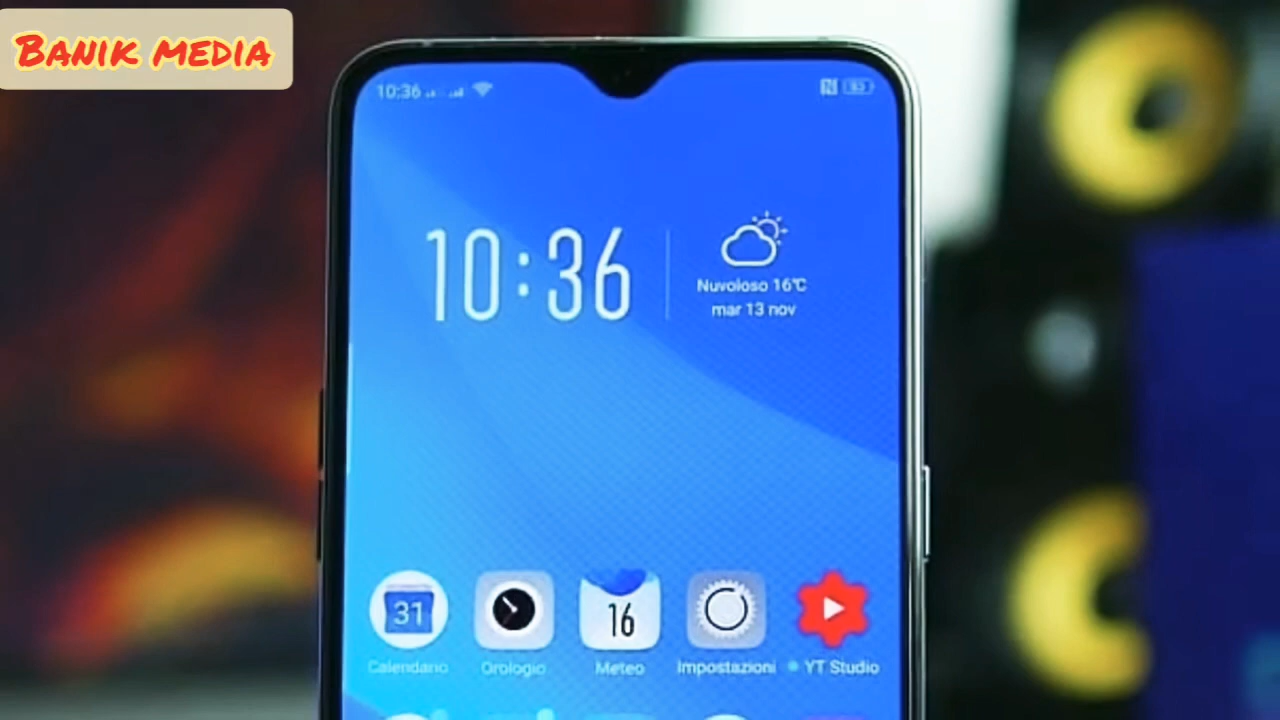 BANIK MEDIA
10:36
10:36
Nuvoloso 16℃
mar 13 nov
31
16
Calendario
Orologio
Meteo
Impostazioni
YT Studio